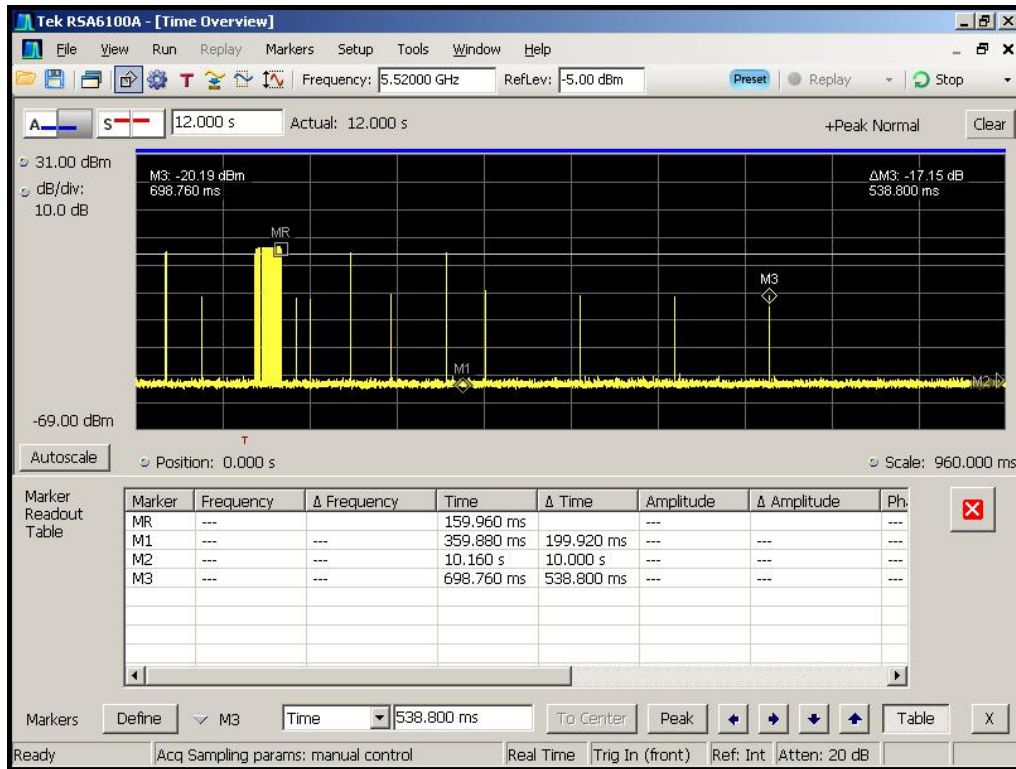 Tek RSA6100A - [Time Overview]
File View Run Replay Markers Setup Tools Window Help
T Frequency: 5.52000 GHz RefLev: -5.00 dBm Preset Replay Stop
A S 12.000 s Actual: 12.000 s +Peak Normal Clear
31.00 dBm
dB/div:
10.0 dB
M3: -20.19 dBm
698.760 ms
ΔM3: -17.15 dB
538.800 ms
MR
M3
M1
M2
-69.00 dBm
T
Autoscale Position: 0.000 s Scale: 960.000 ms
Marker Readout Table
Marker Frequency Δ Frequency Time Δ Time Amplitude Δ Amplitude Ph
MR --- 159.960 ms --- ---
M1 --- --- 359.880 ms 199.920 ms --- --- ---
M2 --- --- 10.160 s 10.000 s --- --- ---
M3 --- --- 698.760 ms 538.800 ms --- --- ---
Markers Define M3 Time 538.800 ms To Center Peak Table X
Ready Acq Sampling params: manual control Real Time Trig In (front) Ref: Int Atten: 20 dB